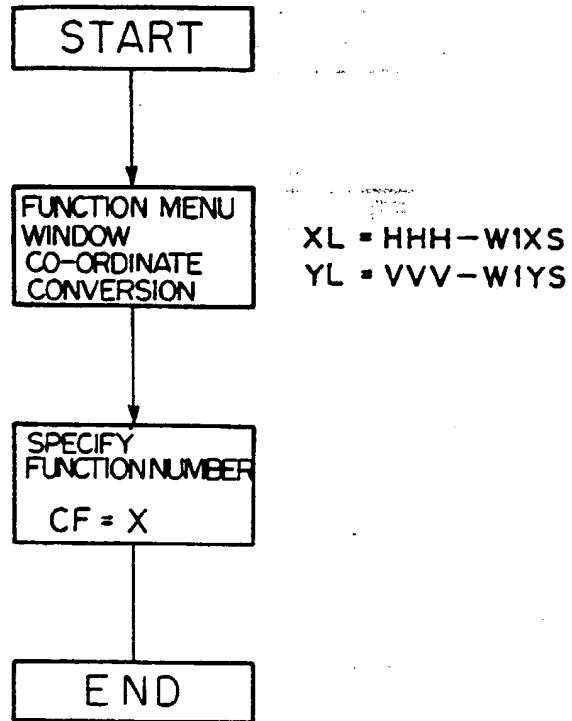 START
FUNCTION MENU
WINDOW
CO-ORDINATE
CONVERSION
XL = HHH-W1XS
YL = VVV-W1YS
SPECIFY
FUNCTION NUMBER
CF = X
END